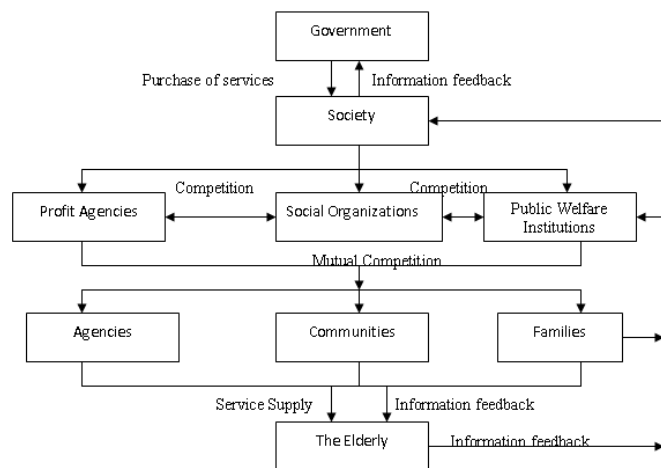 Government
Purchase of services
Information feedback
Society
Competition
Competition
Profit Agencies
Social Organizations
Public Welfare
Institutions
Mutual Competition
Agencies
Communities
Families
Service Supply
Information feedback
The Elderly
Information feedback